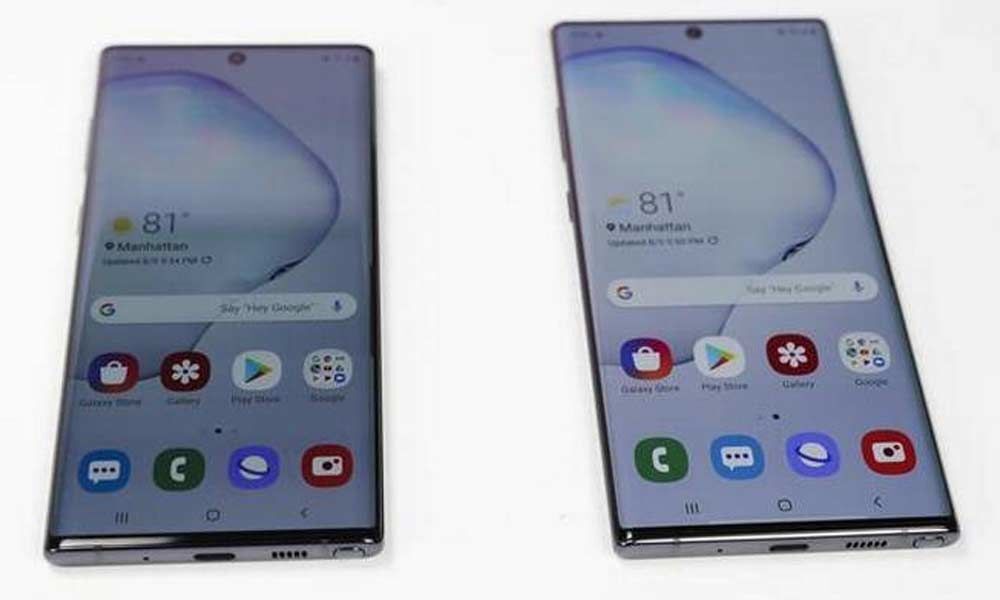 81°
Manhattan
Say "Hey Google"
Galaxy Store
Gallery
Play Store
Google
81°
Manhattan
Say "Hey Google"
Galaxy Store
Play Store
Gallery
Google